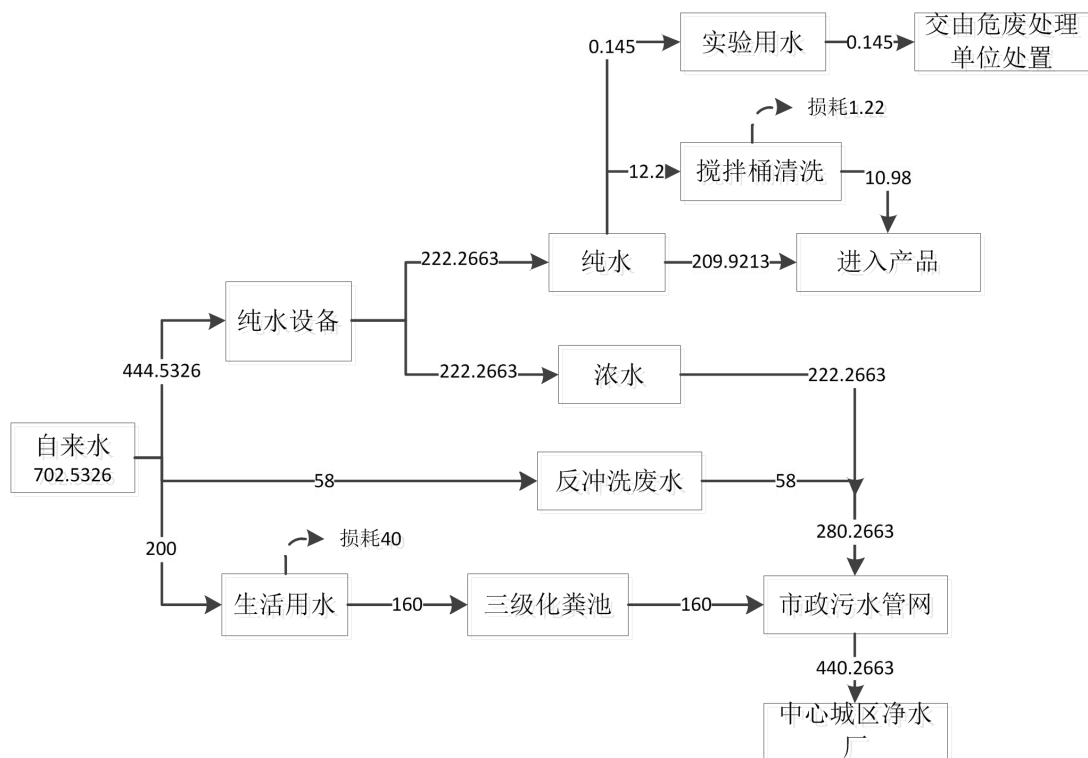 0.145
实验用水
0.145
交由危废处理
单位处置
损耗1.22
12.2
搅拌桶清洗
10.98
222.2663
纯水
209.9213
进入产品
纯水设备
444.5326
222.2663
浓水
222.2663
自来水
702.5326
58
反冲洗废水
58
280.2663
200
损耗40
生活用水
160
三级化粪池
160
市政污水管网
440.2663
中心城区净水
厂